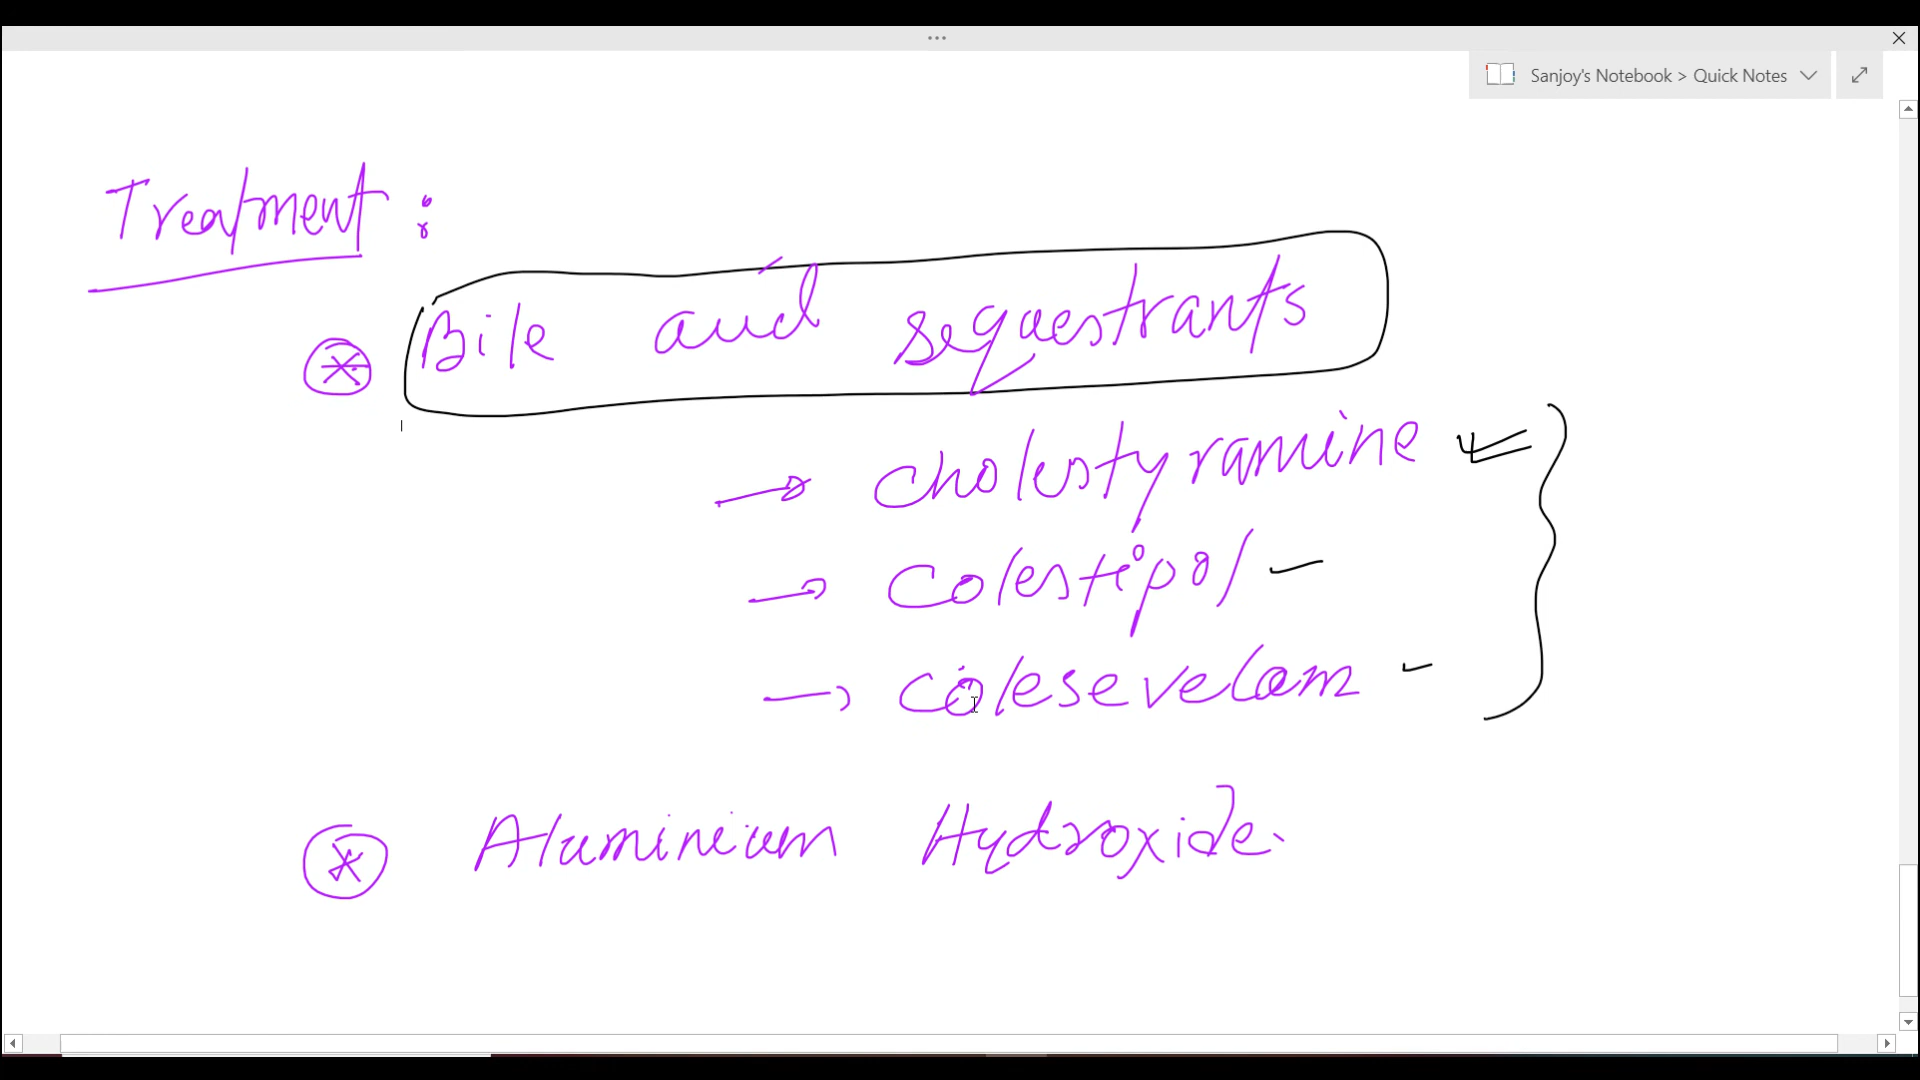 Sanjoy's Notebook > Quick Notes
Treatment :
Bile acid sequestrants
→ cholestyramine
→ Colestipol
→ Colesevelam
Aluminium Hydroxide.